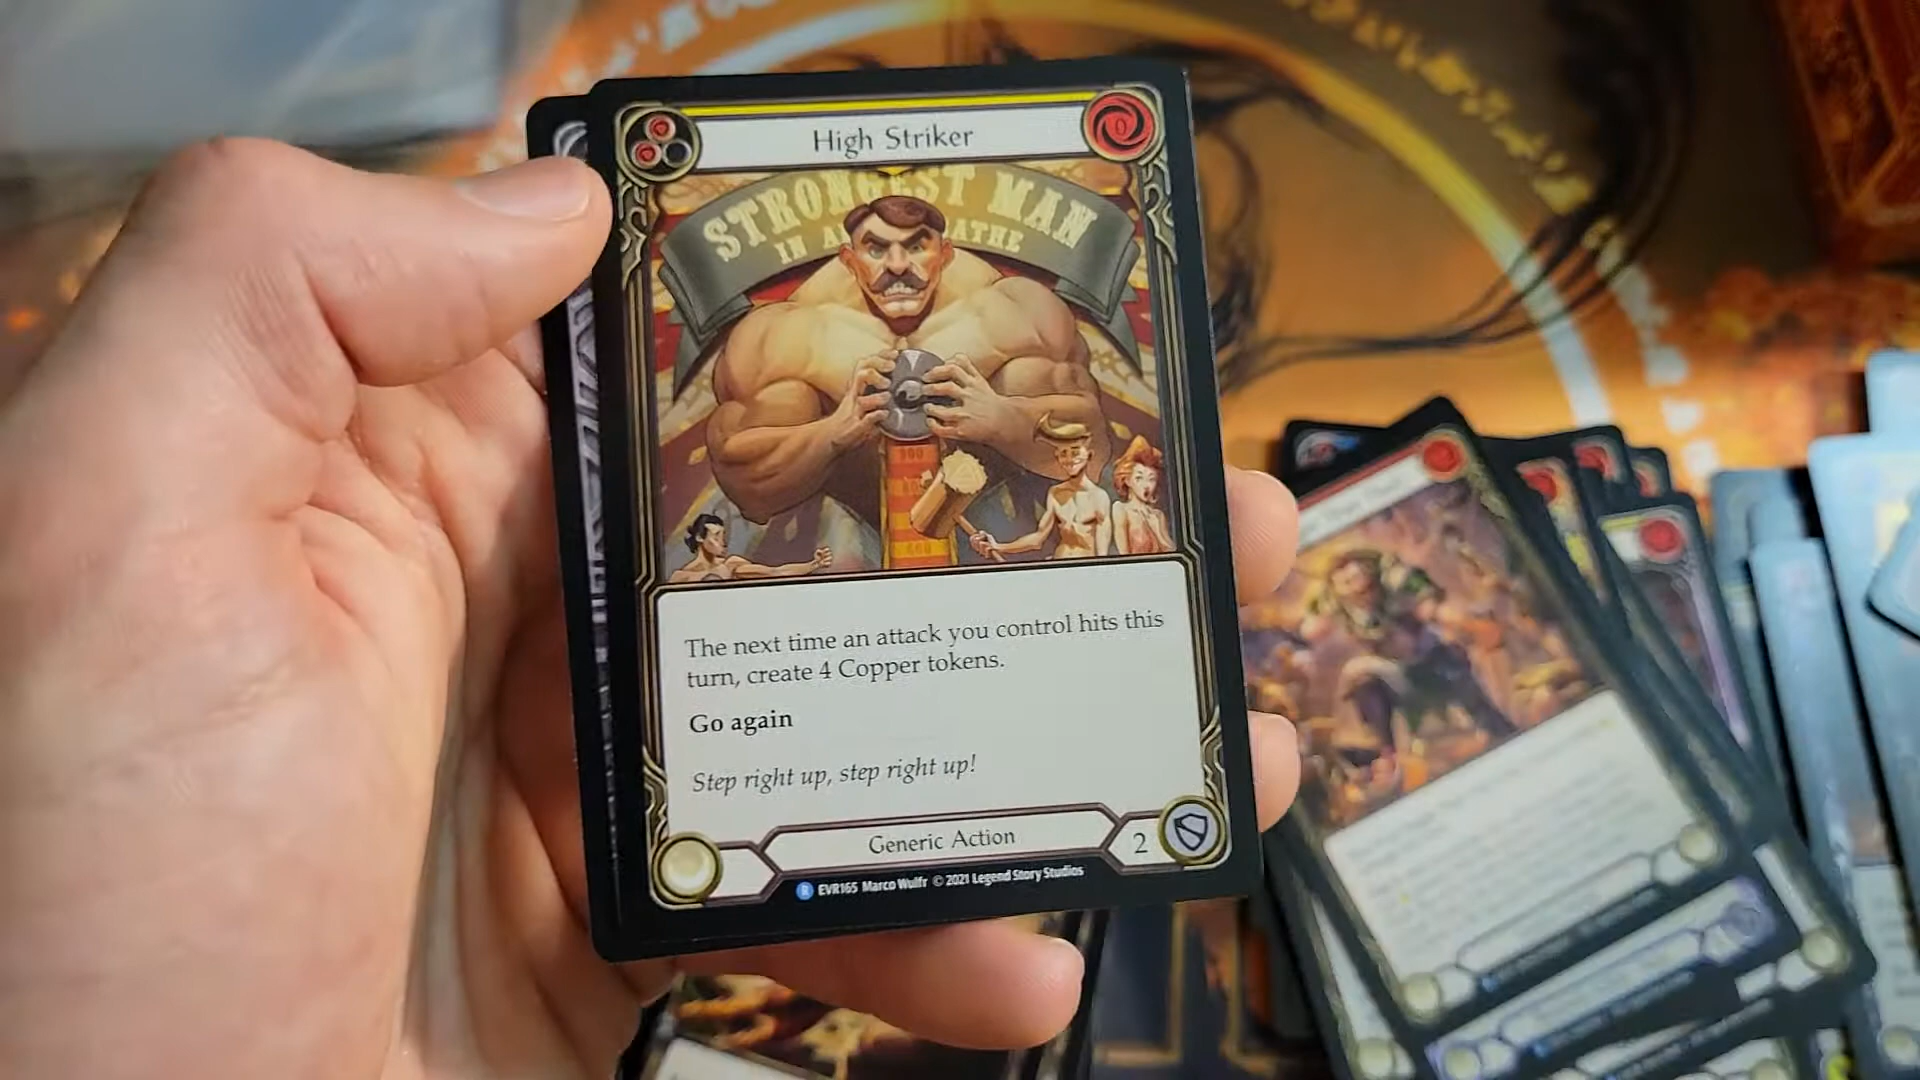 High Striker
0
STRONGEST MAN
IN A ATHE
The next time an attack you control hits this
turn, create 4 Copper tokens.
Go again
Step right up, step right up!
Generic Action
2
R EVR165 Marco Wulfr © 2021 Legend Story Studios